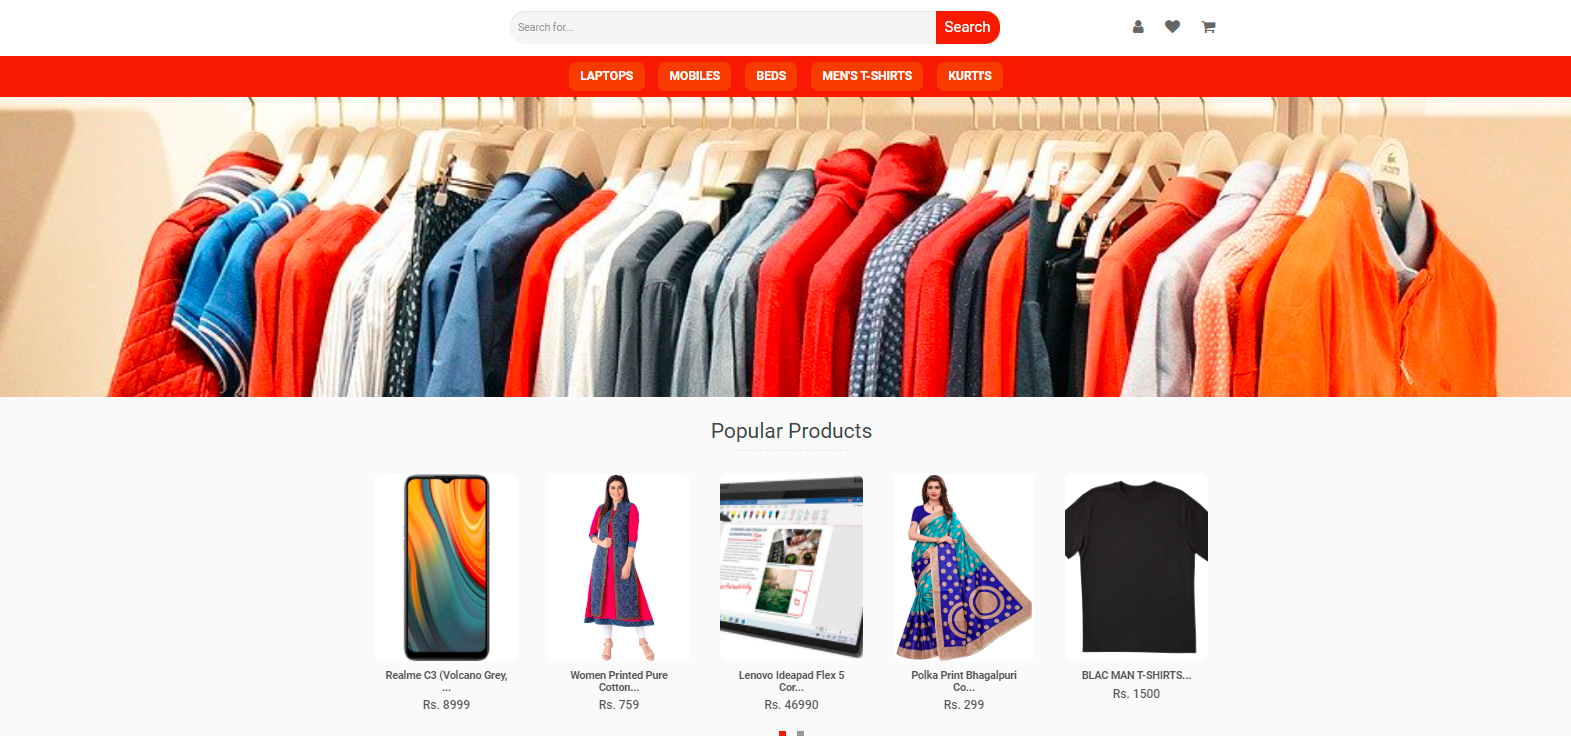 Search for...
Search
LAPTOPS
MOBILES
BEDS
MEN'S T-SHIRTS
KURTI'S
LACOSTE
Popular Products
Realme C3 (Volcano Grey,
...
Rs. 8999
Women Printed Pure
Cotton...
Rs. 759
Lenovo Ideapad Flex 5
Cor...
Rs. 46990
Polka Print Bhagalpuri
Co...
Rs. 299
BLAC MAN T-SHIRTS...
Rs. 1500